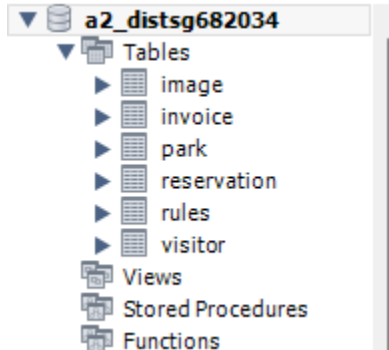 a2_distsg682034
Tables
image
invoice
park
reservation
rules
visitor
Views
Stored Procedures
Functions